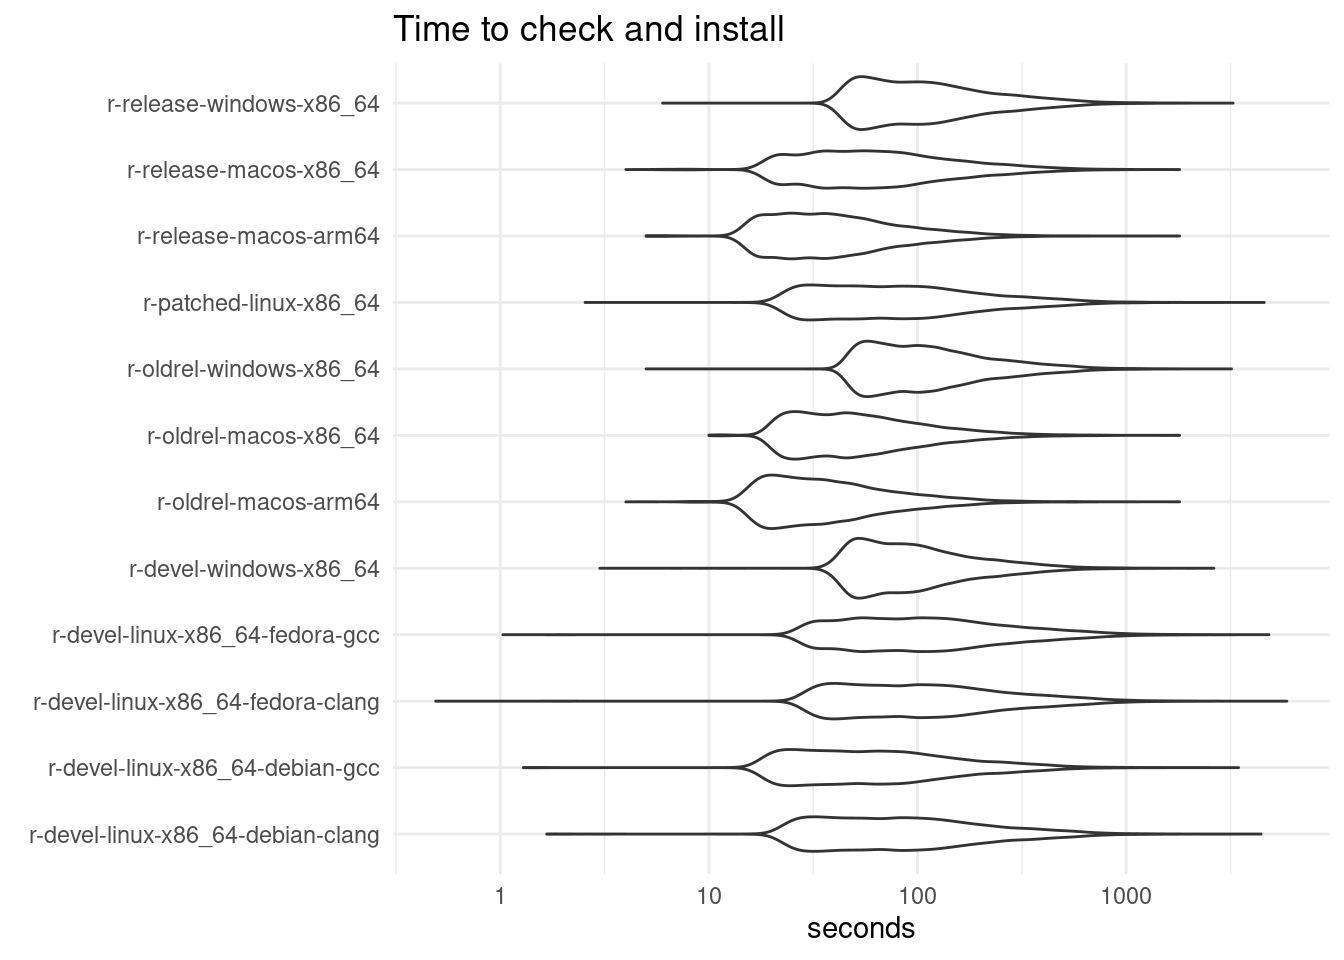 Time to check and install
r-release-windows-x86_64
r-release-macos-x86_64
r-release-macos-arm64
r-patched-linux-x86_64
r-oldrel-windows-x86_64
r-oldrel-macos-x86_64
r-oldrel-macos-arm64
r-devel-windows-x86_64
r-devel-linux-x86_64-fedora-gcc
r-devel-linux-x86_64-fedora-clang
r-devel-linux-x86_64-debian-gcc
r-devel-linux-x86_64-debian-clang
1 10 100 1000
seconds